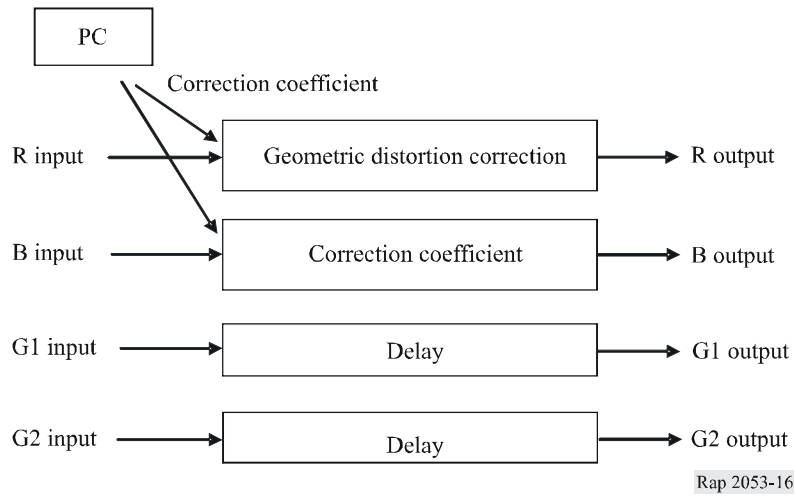 PC
Correction coefficient
R input
Geometric distortion correction
R output
B input
Correction coefficient
B output
G1 input
Delay
G1 output
G2 input
Delay
G2 output
Rap 2053-16